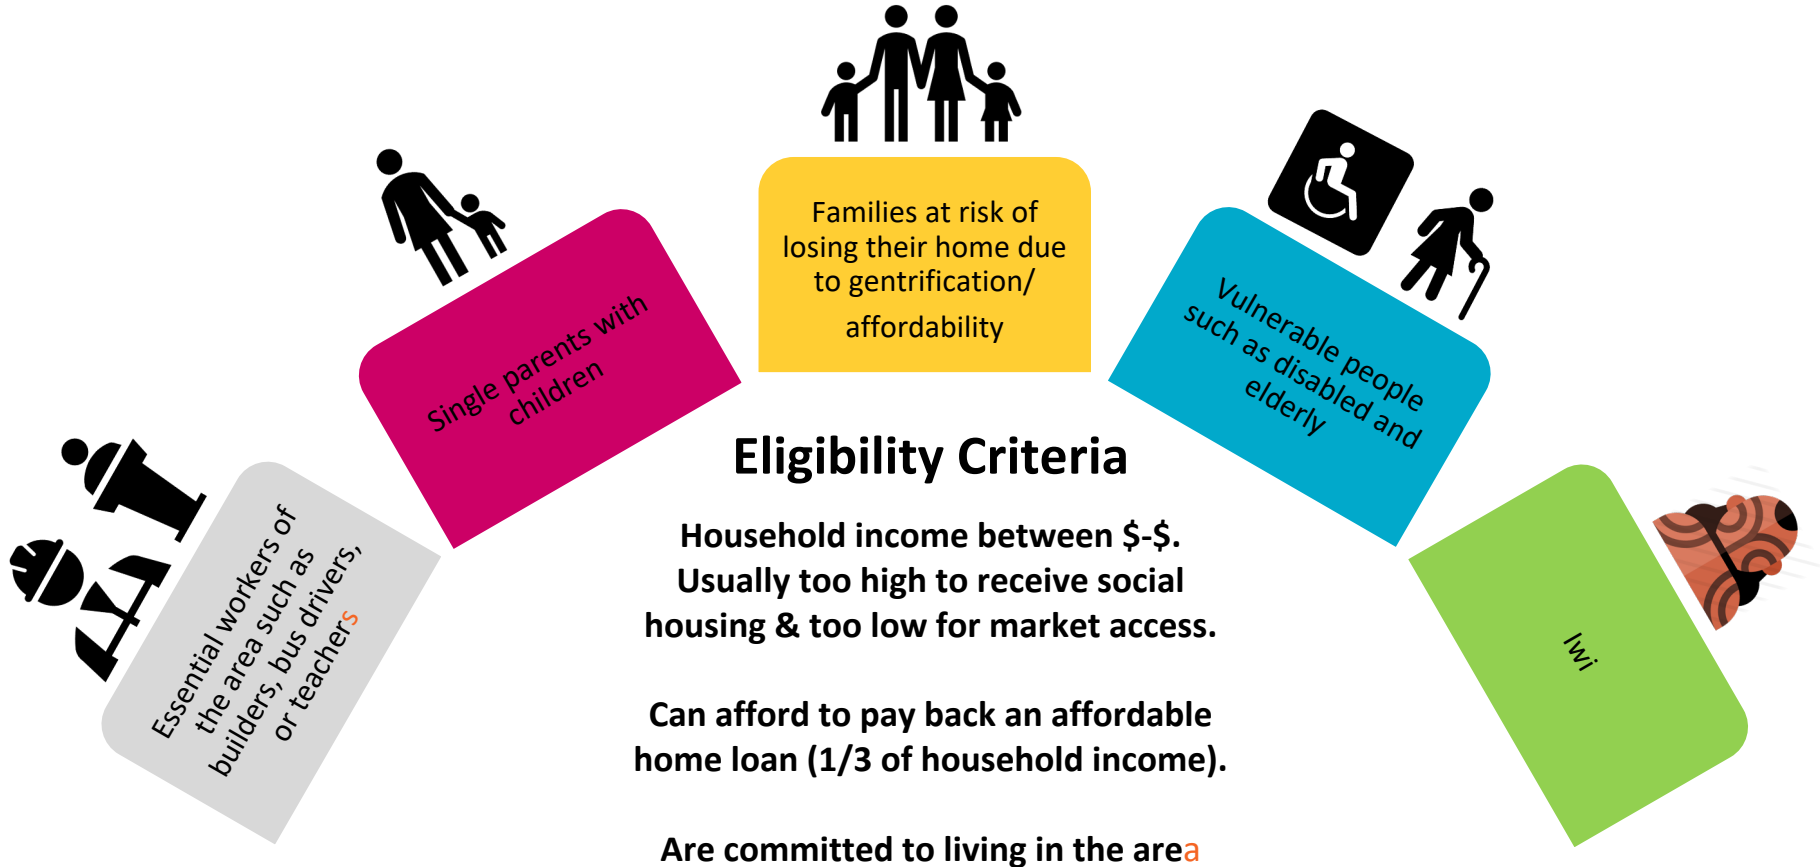 Families at risk of
losing their home due
to gentrification/
affordability
Single parents with
children
Vulnerable people
such as disabled and
elderly
Essential workers of
the area such as
builders, bus drivers,
or teachers
Iwi
Eligibility Criteria
Household income between $-$.
Usually too high to receive social
housing & too low for market access.
Can afford to pay back an affordable
home loan (1/3 of household income).
Are committed to living in the area